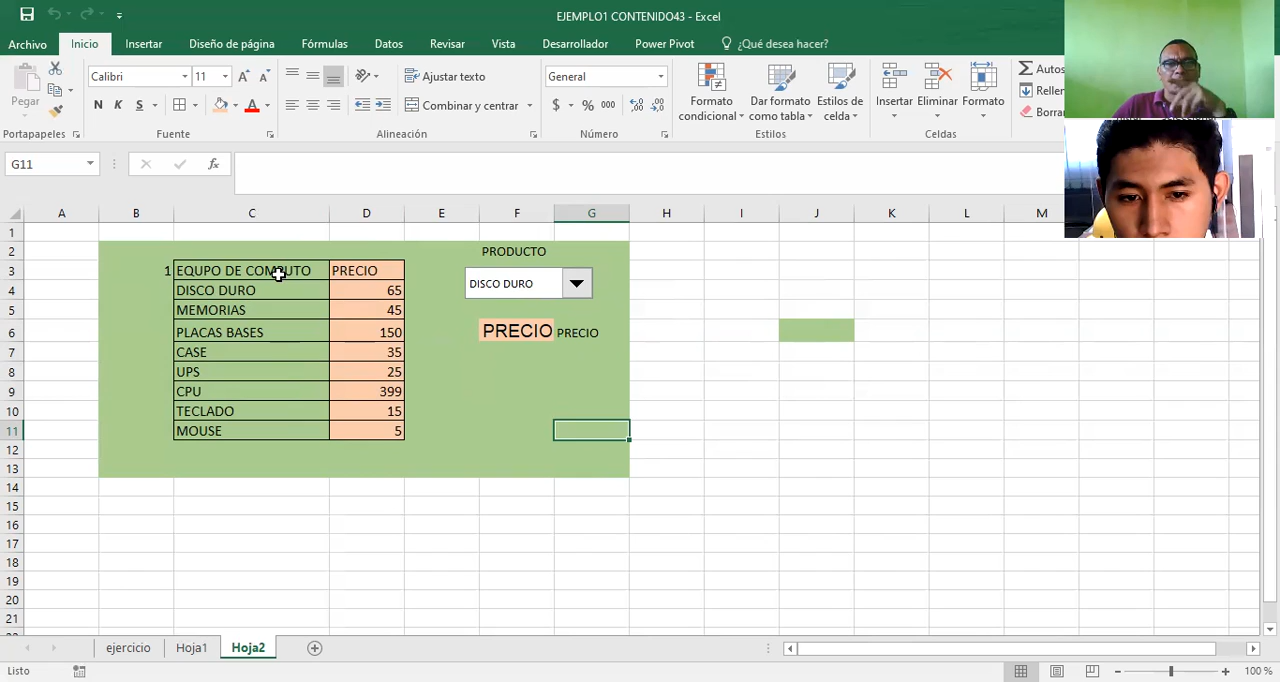 EJEMPLO1 CONTENIDO43 - Excel
Archivo Inicio Insertar Diseño de página Fórmulas Datos Revisar Vista Desarrollador Power Pivot ¿Qué desea hacer?
Pegar
Calibri 11
N K S A
Ajustar texto
Combinar y centrar
General
$ % 000
Formato condicional
Dar formato como tabla
Estilos de celda
Insertar Eliminar Formato
Autos
Rellen
Borra
Portapapeles Fuente Alineación Número Estilos Celdas
G11 fx
A B C D E F G H I J K L M
1
2 PRODUCTO
3 1 EQUPO DE COMPUTO PRECIO
DISCO DURO
4 DISCO DURO 65
5 MEMORIAS 45
6 PLACAS BASES 150 PRECIO PRECIO
7 CASE 35
8 UPS 25
9 CPU 399
10 TECLADO 15
11 MOUSE 5
12
13
14
15
16
17
18
19
20
21
ejercicio Hoja1 Hoja2
Listo 100 %